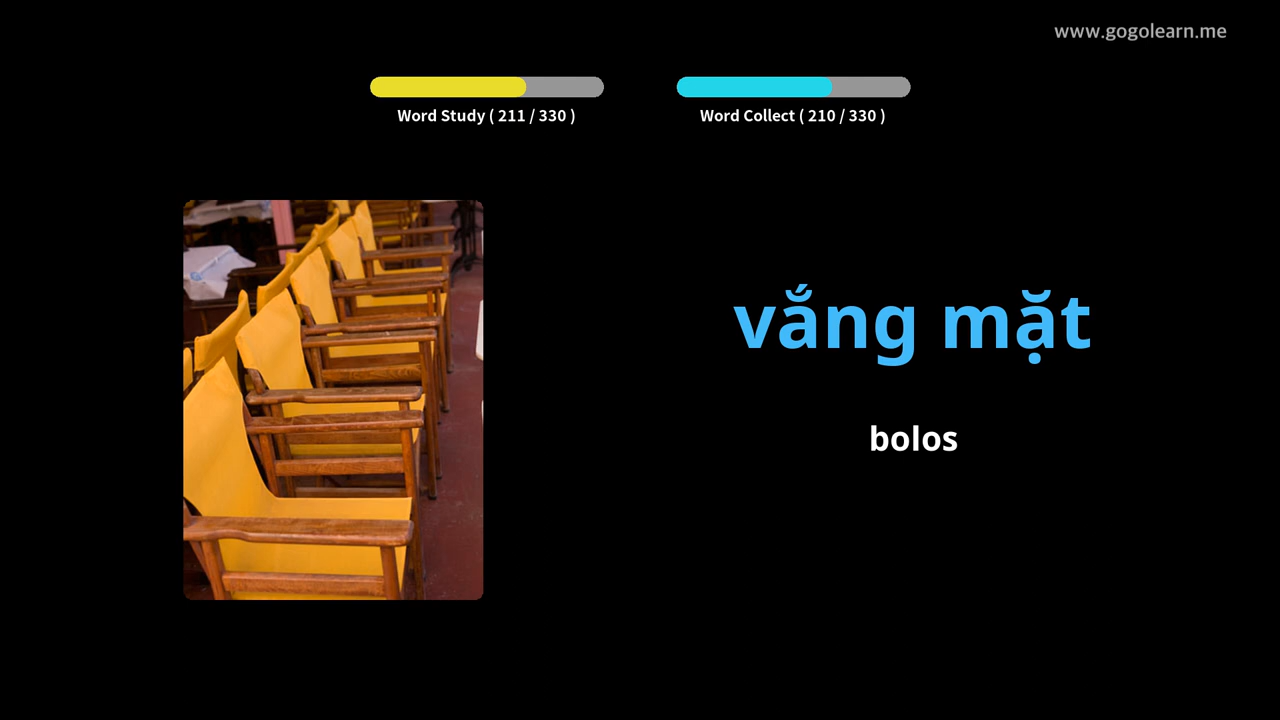 www.gogolearn.me
Word Study ( 211 / 330 )
Word Collect ( 210 / 330 )
vắng mặt
bolos